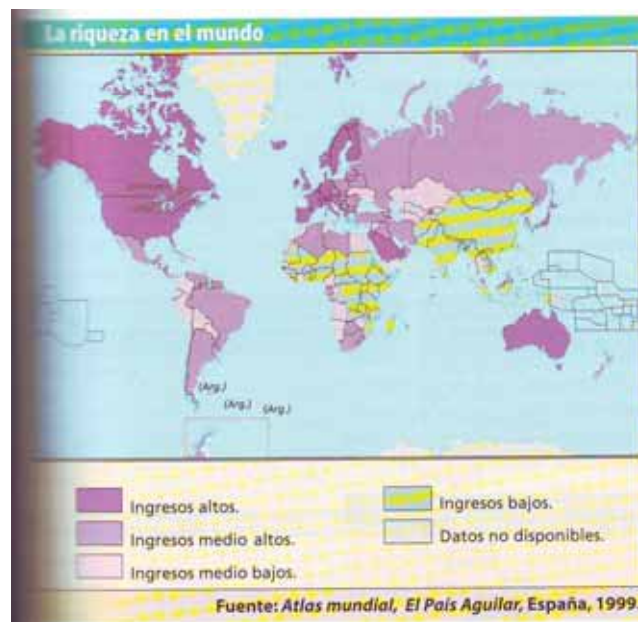 La riqueza en el mundo
(Arg.)
(Arg.)
(Arg.)
Ingresos altos.
Ingresos medio altos.
Ingresos medio bajos.
Ingresos bajos.
Datos no disponibles.
Fuente: Atlas mundial, El País Aguilar, España, 1999.